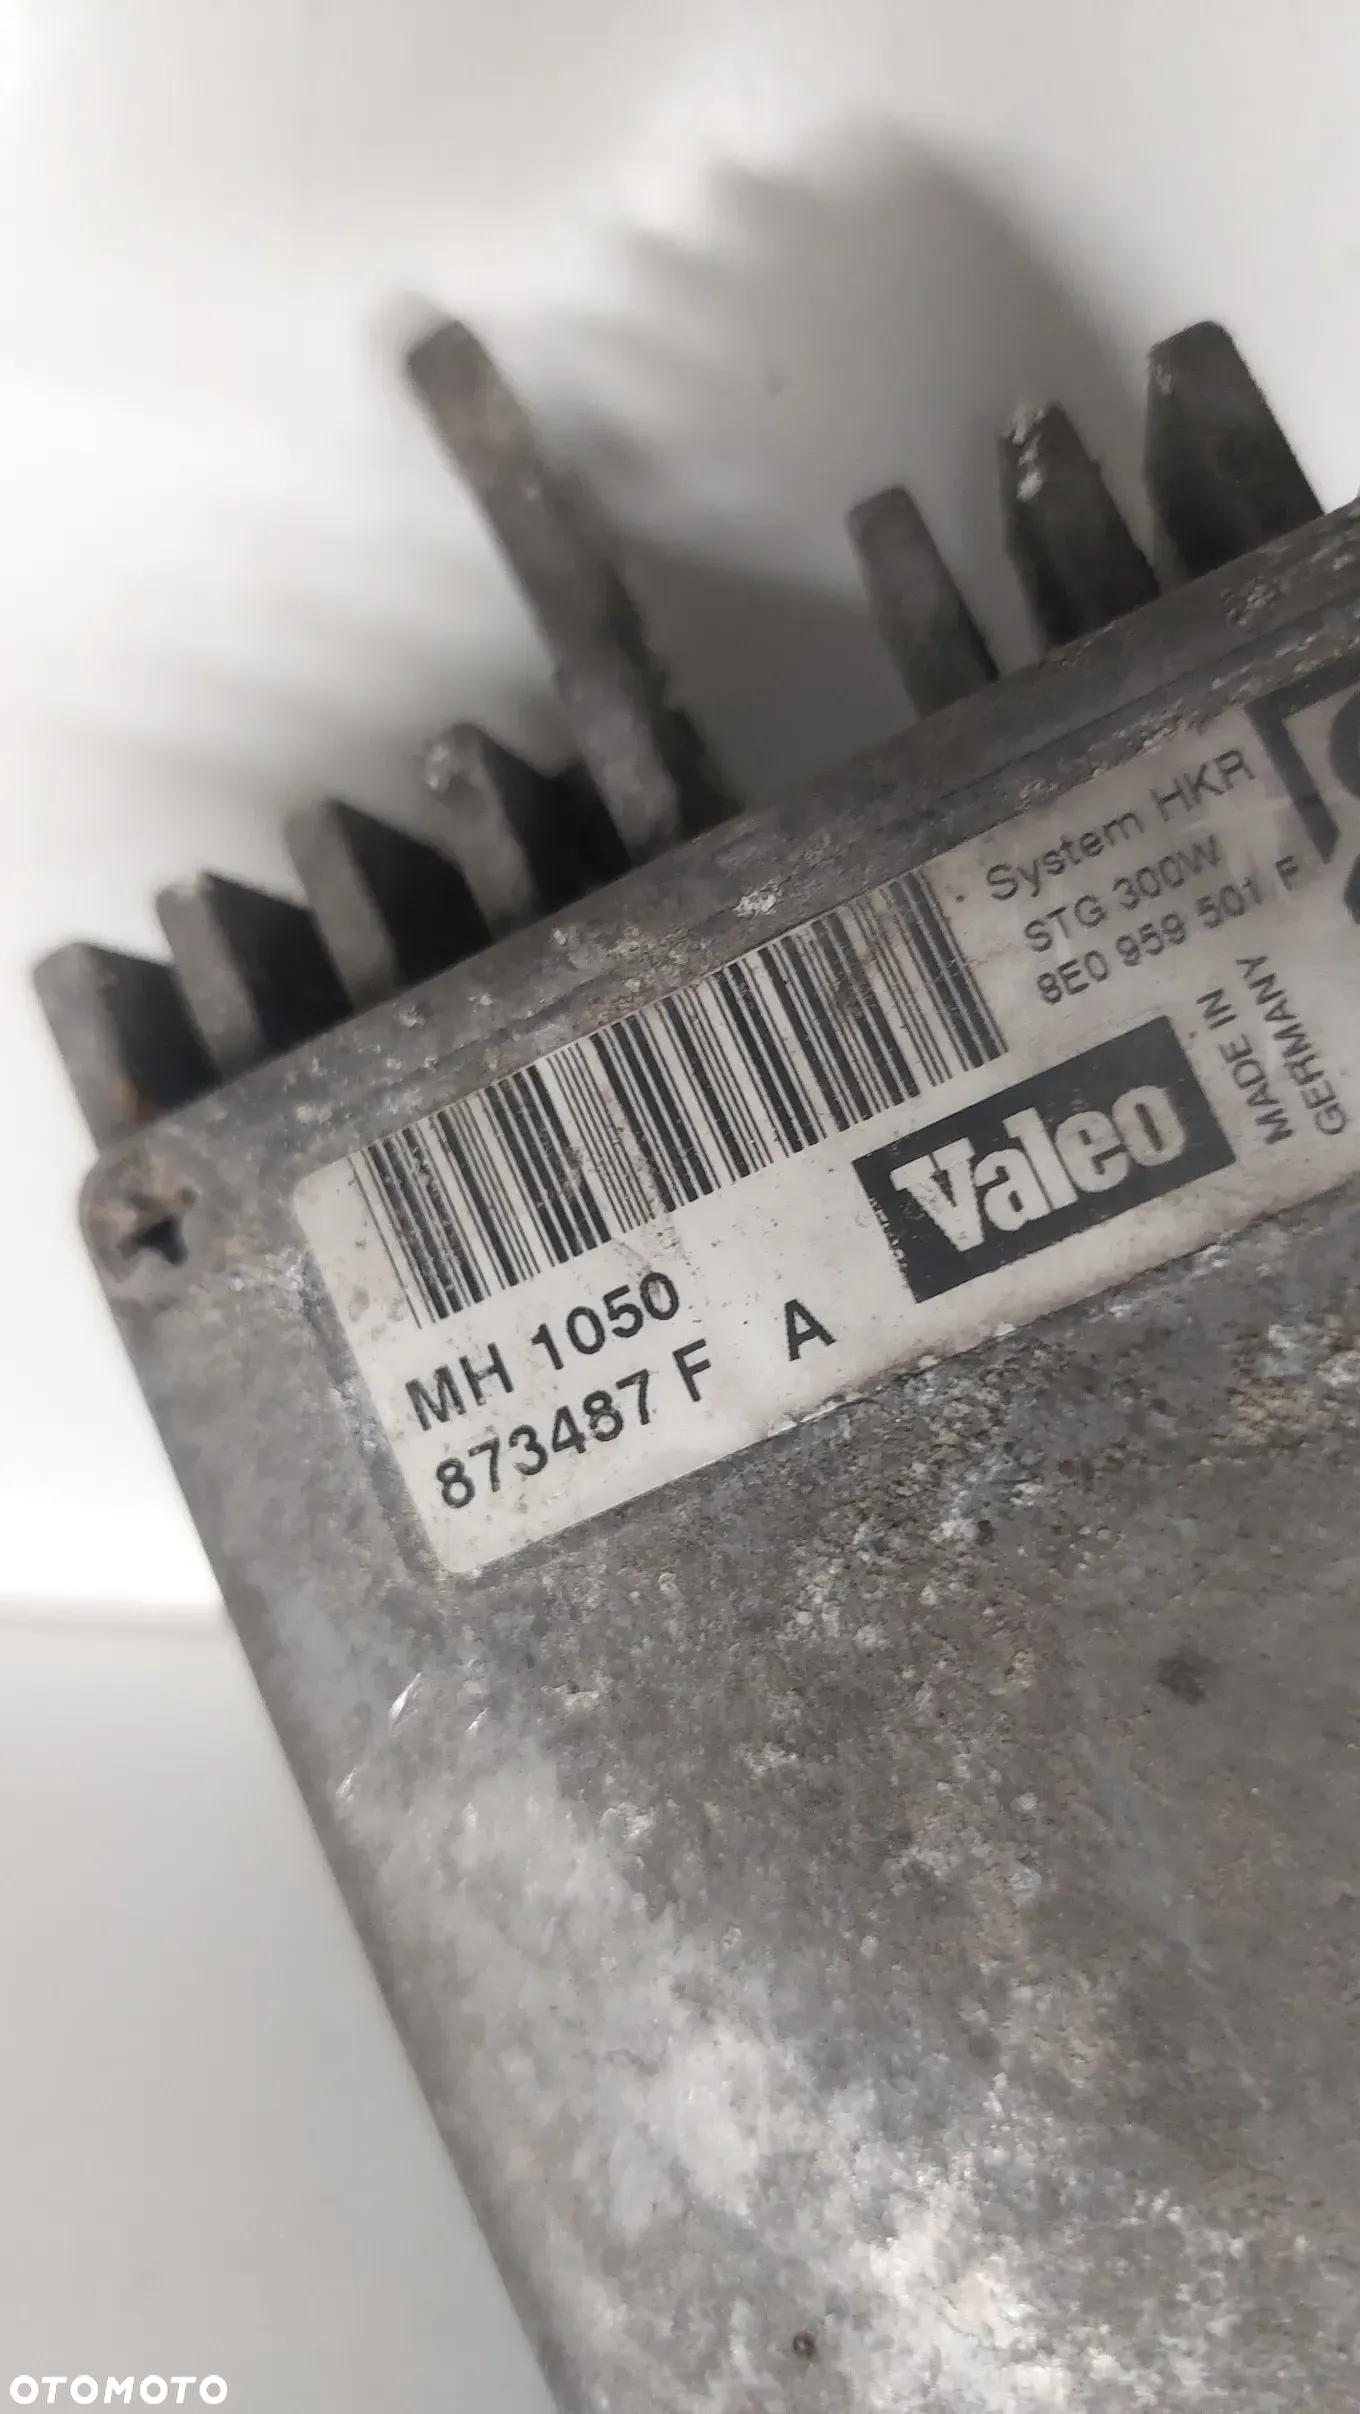 System HKR
STG 300W
8E0 959 501 F
MADE IN
GERMANY
Valeo
MH 1050
873487 F A
OTOMOTO